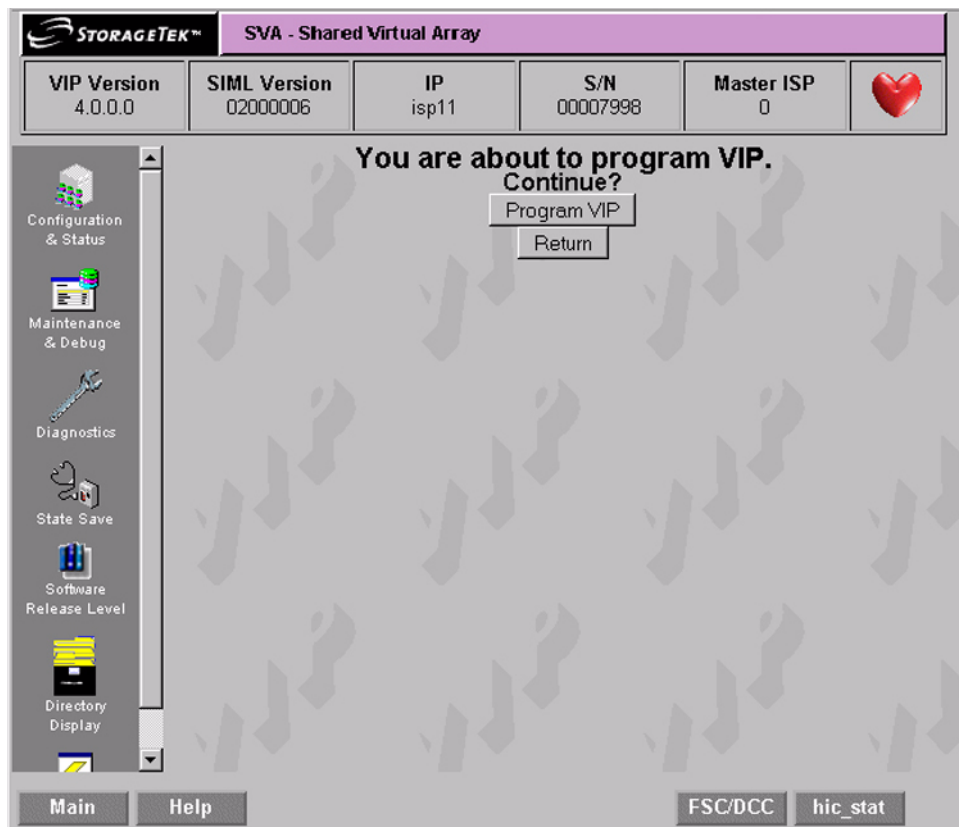 STORAGETEK™
SVA - Shared Virtual Array
VIP Version
4.0.0.0
SIML Version
02000006
IP
isp11
S/N
00007998
Master ISP
0
You are about to program VIP.
Continue?
Program VIP
Return
Configuration
& Status
Maintenance
& Debug
Diagnostics
State Save
Software
Release Level
Directory
Display
Main
Help
FSC/DCC
hic_stat